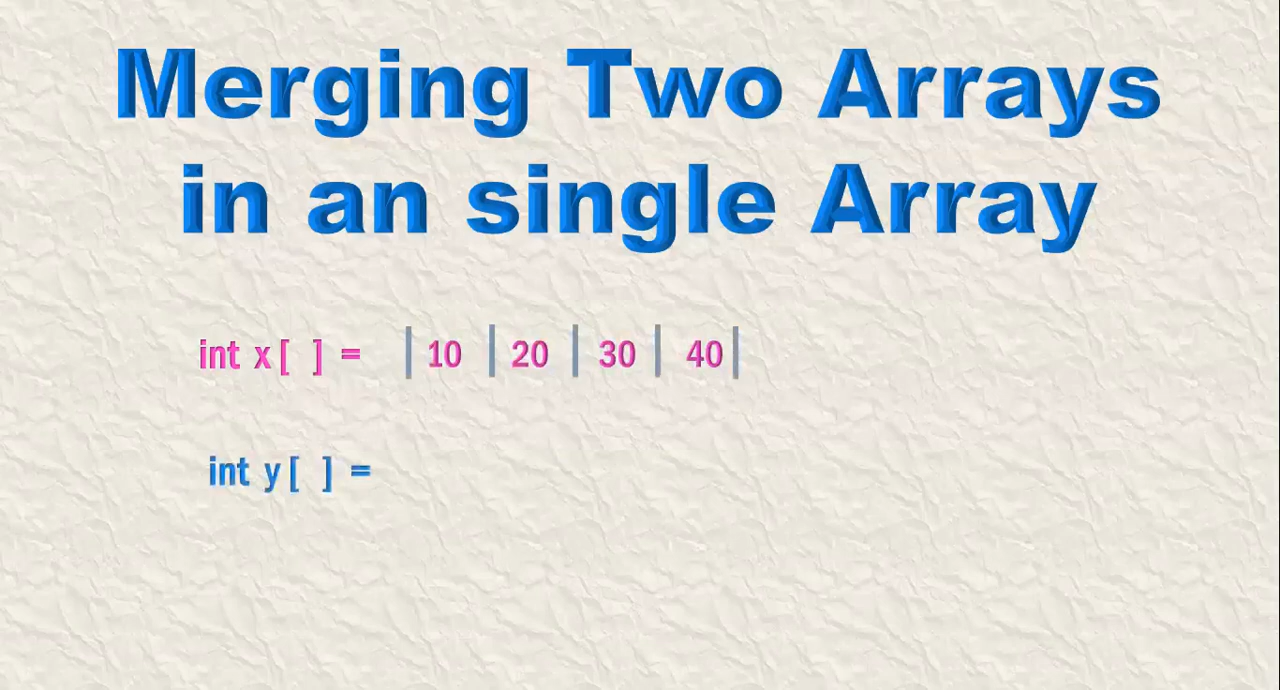 Merging Two Arrays
in an single Array
int x[ ] = | 10 | 20 | 30 | 40 |
int y[ ] =